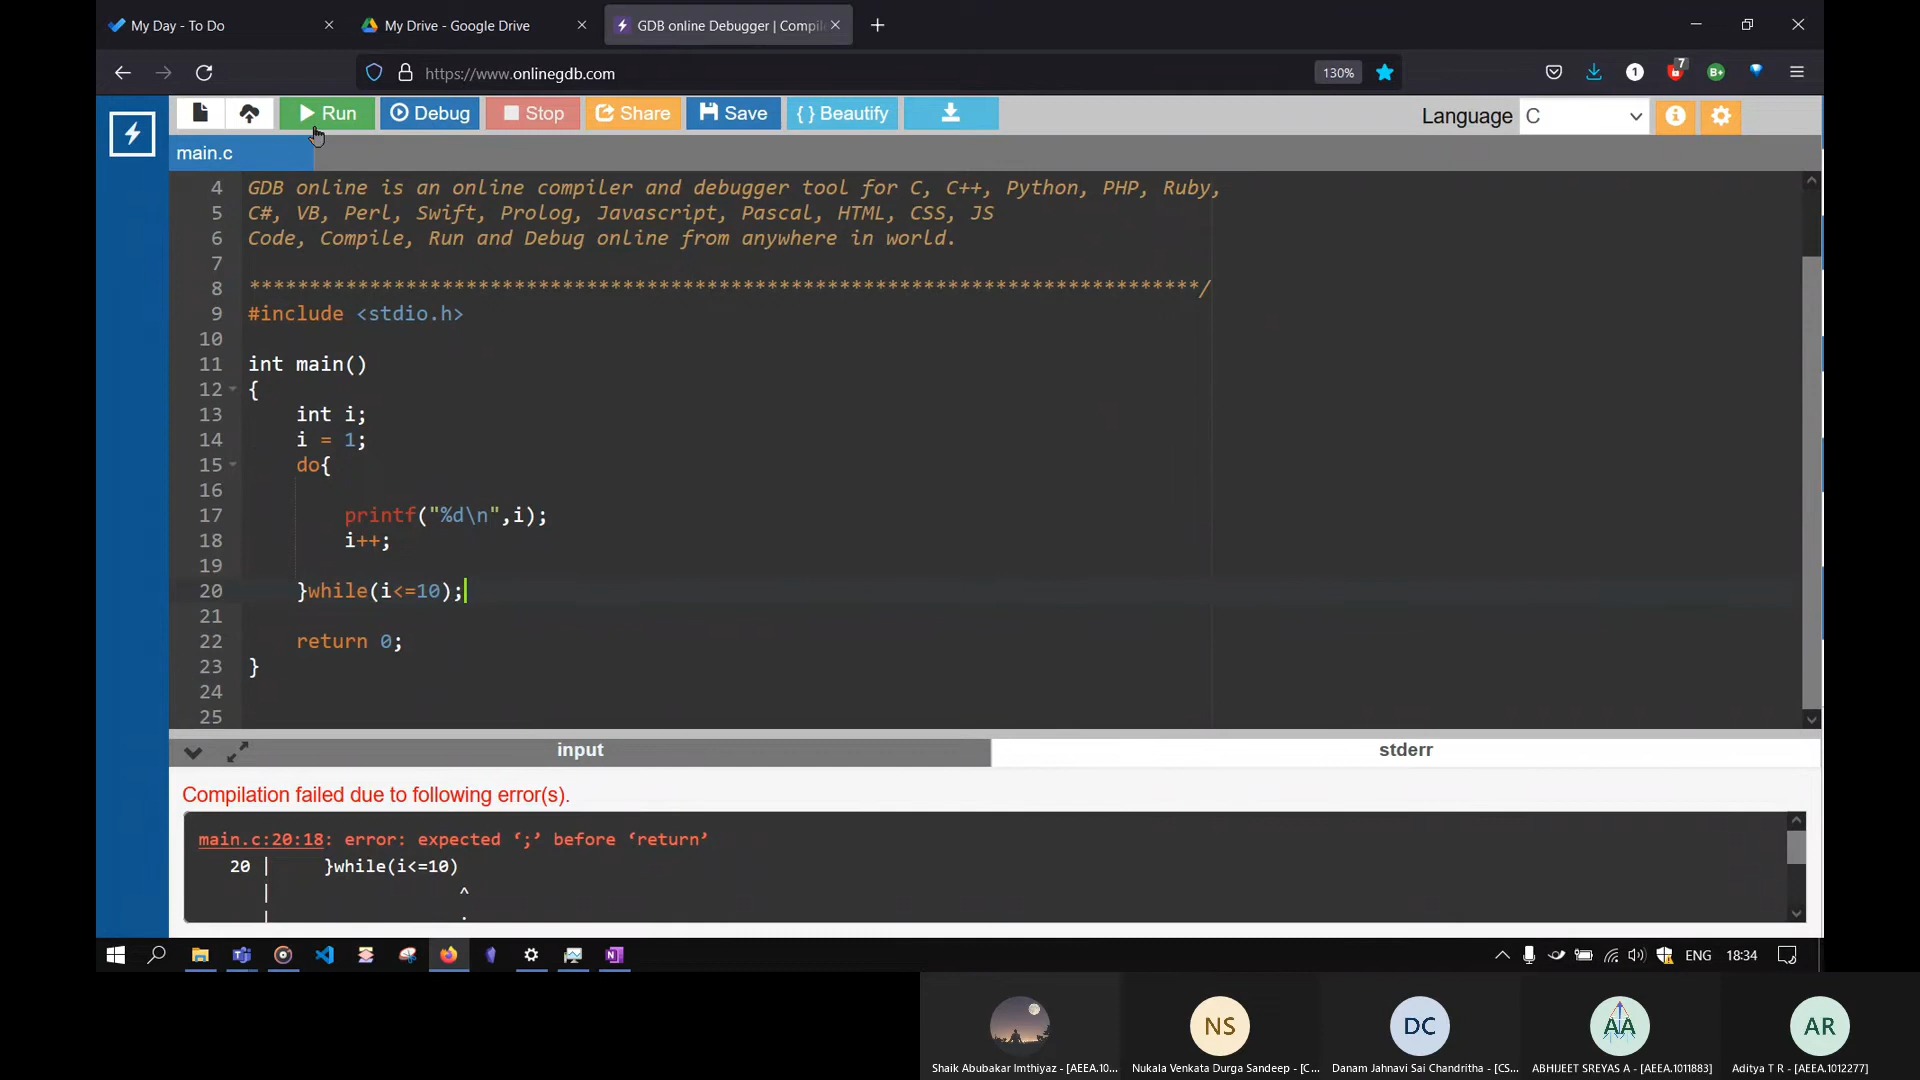 My Day - To Do
My Drive - Google Drive
GDB online Debugger | Compil
https://www.onlinegdb.com
130%
1
7
B+
Run
Debug
Stop
Share
Save
{ } Beautify
Language
C
main.c
4 GDB online is an online compiler and debugger tool for C, C++, Python, PHP, Ruby,
5 C#, VB, Perl, Swift, Prolog, Javascript, Pascal, HTML, CSS, JS
6 Code, Compile, Run and Debug online from anywhere in world.
7
8 *******************************************************************************/
9 #include <stdio.h>
10
11 int main()
12 {
13 int i;
14 i = 1;
15 do{
16
17 printf("%d\n",i);
18 i++;
19
20 }while(i<=10);
21
22 return 0;
23 }
24
25
input
stderr
Compilation failed due to following error(s).
main.c:20:18: error: expected ‘;’ before ‘return’
20 | }while(i<=10)
| ^
|
ENG
18:34
NS
DC
AA
AR
Shaik Abubakar Imthiyaz - [AEEA.10...
Nukala Venkata Durga Sandeep - [C...
Danam Jahnavi Sai Chandritha - [CS...
ABHIJEET SREYAS A - [AEEA.1011883]
Aditya T R - [AEEA.1012277]